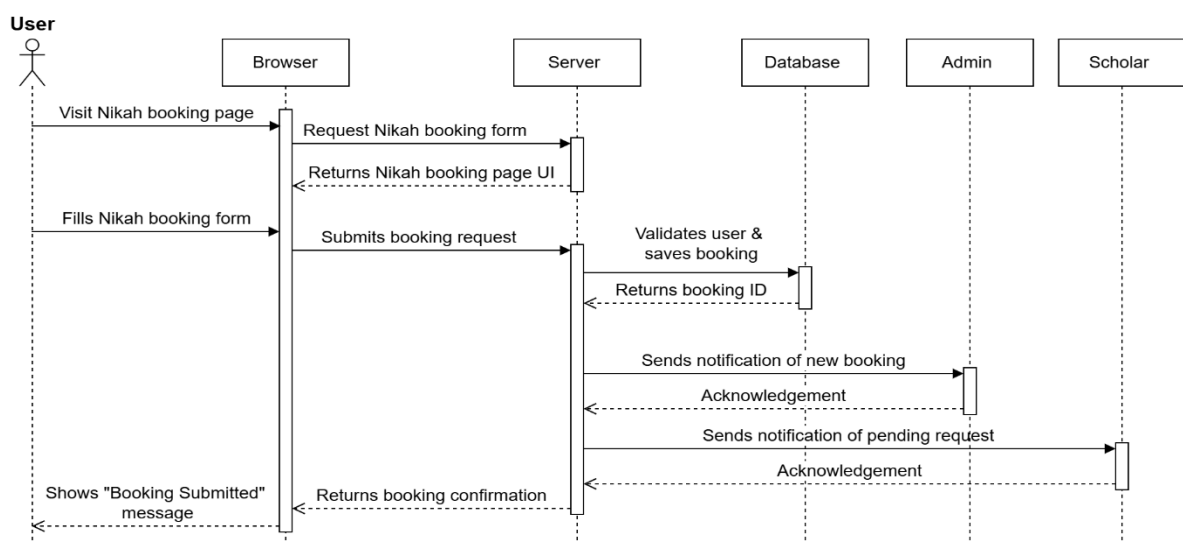 User
Browser
Server
Database
Admin
Scholar
Visit Nikah booking page
Request Nikah booking form
Returns Nikah booking page UI
Fills Nikah booking form
Submits booking request
Validates user &
saves booking
Returns booking ID
Sends notification of new booking
Acknowledgement
Sends notification of pending request
Acknowledgement
Returns booking confirmation
Shows "Booking Submitted"
message